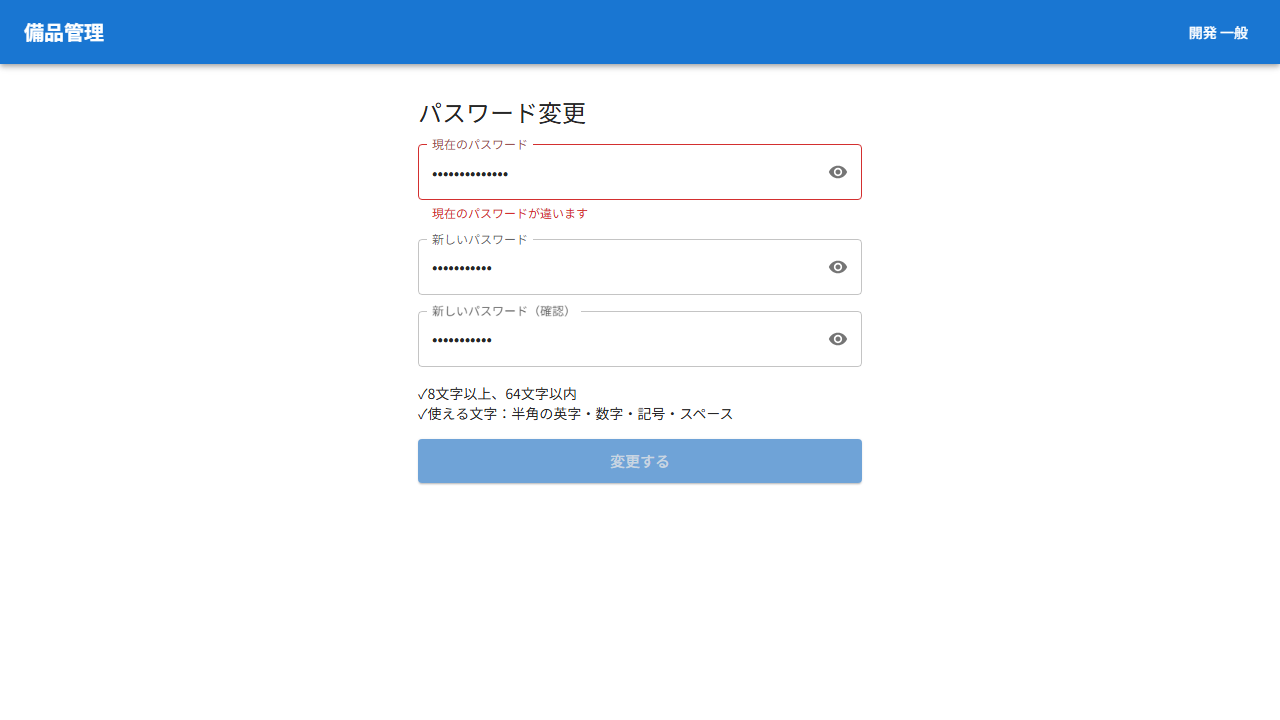 備品管理
開発 一般
パスワード変更
現在のパスワード
••••••••••••••
現在のパスワードが違います
新しいパスワード
•••••••••••
新しいパスワード（確認）
•••••••••••
✓8文字以上、64文字以内
✓使える文字：半角の英字・数字・記号・スペース
変更する